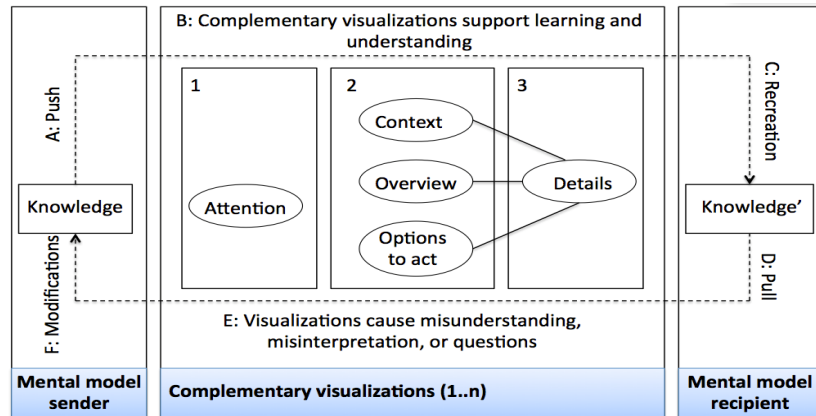 B: Complementary visualizations support learning and
understanding
A: Push
1
2
3
C: Recreation
Context
Knowledge
Attention
Overview
Details
Knowledge’
Options
to act
F: Modifications
D: Pull
E: Visualizations cause misunderstanding,
misinterpretation, or questions
Mental model
sender
Complementary visualizations (1..n)
Mental model
recipient